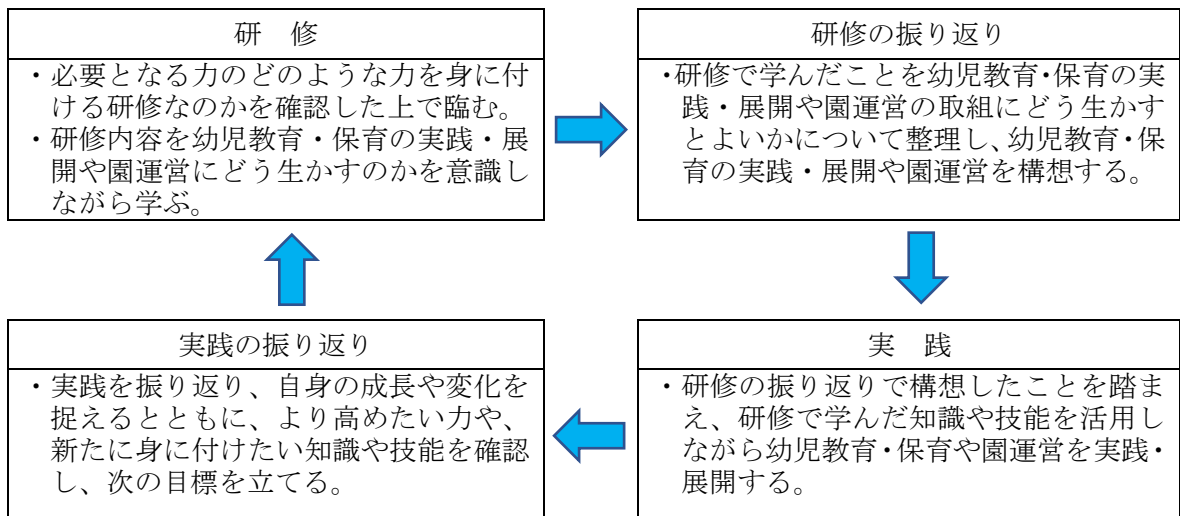 研　修
・必要となる力のどのような力を身に付
ける研修なのかを確認した上で臨む。
・研修内容を幼児教育・保育の実践・展
開や園運営にどう生かすのかを意識し
ながら学ぶ。
研修の振り返り
・研修で学んだことを幼児教育・保育の実
践・展開や園運営の取組にどう生かす
とよいかについて整理し、幼児教育・保
育の実践・展開や園運営を構想する。
実践の振り返り
・実践を振り返り、自身の成長や変化を
捉えるとともに、より高めたい力や、
新たに身に付けたい知識や技能を確認
し、次の目標を立てる。
実　践
・研修の振り返りで構想したことを踏ま
え、研修で学んだ知識や技能を活用し
ながら幼児教育・保育や園運営を実践・
展開する。